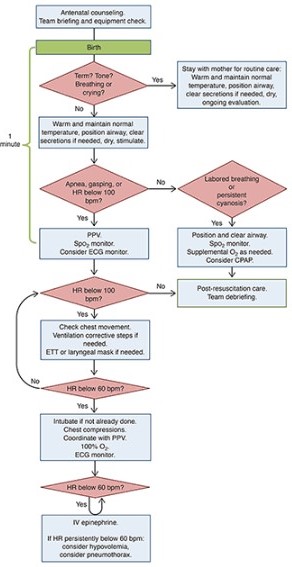 Antenatal counseling.
Team briefing and equipment check.
Birth
Term? Tone?
Breathing or
crying?
Yes
Stay with mother for routine care:
Warm and maintain normal
temperature, position airway,
clear secretions if needed, dry,
ongoing evaluation.
No
1
minute
Warm and maintain normal
temperature, position airway, clear
secretions if needed, dry, stimulate.
Apnea, gasping, or
HR below 100
bpm?
No
Labored breathing
or persistent
cyanosis?
Yes
Yes
PPV.
Spo₂ monitor.
Consider ECG monitor.
Position and clear airway.
Spo₂ monitor.
Supplemental O₂ as needed.
Consider CPAP.
HR below 100
bpm?
No
Post-resuscitation care.
Team debriefing.
Yes
Check chest movement.
Ventilation corrective steps if
needed.
ETT or laryngeal mask if needed.
No
HR below 60 bpm?
Yes
Intubate if not already done.
Chest compressions.
Coordinate with PPV.
100% O₂.
ECG monitor.
HR below 60 bpm?
Yes
IV epinephrine.
If HR persistently below 60 bpm:
consider hypovolemia,
consider pneumothorax.